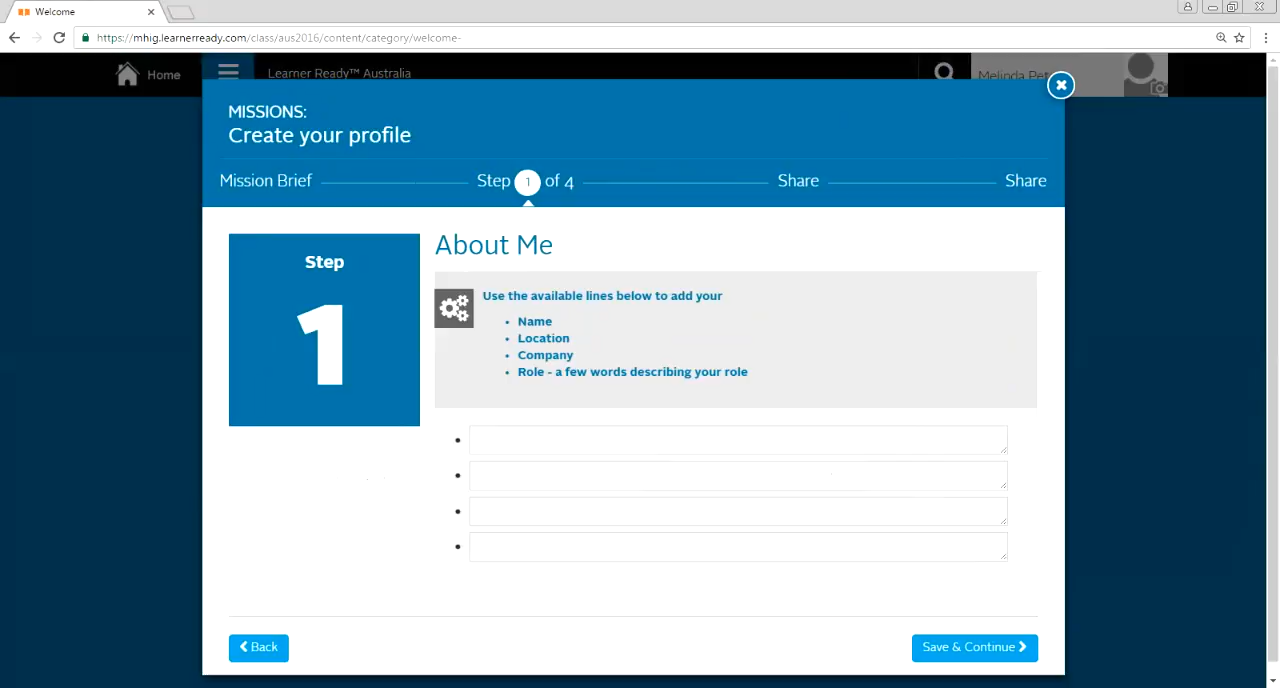 Welcome
https://mhig.learnerready.com/class/aus2016/content/category/welcome-
Home
Learner Ready™ Australia
Melinda Pet
MISSIONS:
Create your profile
Mission Brief
Step 1 of 4
Share
Share
Step
1
About Me
Use the available lines below to add your
• Name
• Location
• Company
• Role - a few words describing your role
Back
Save & Continue